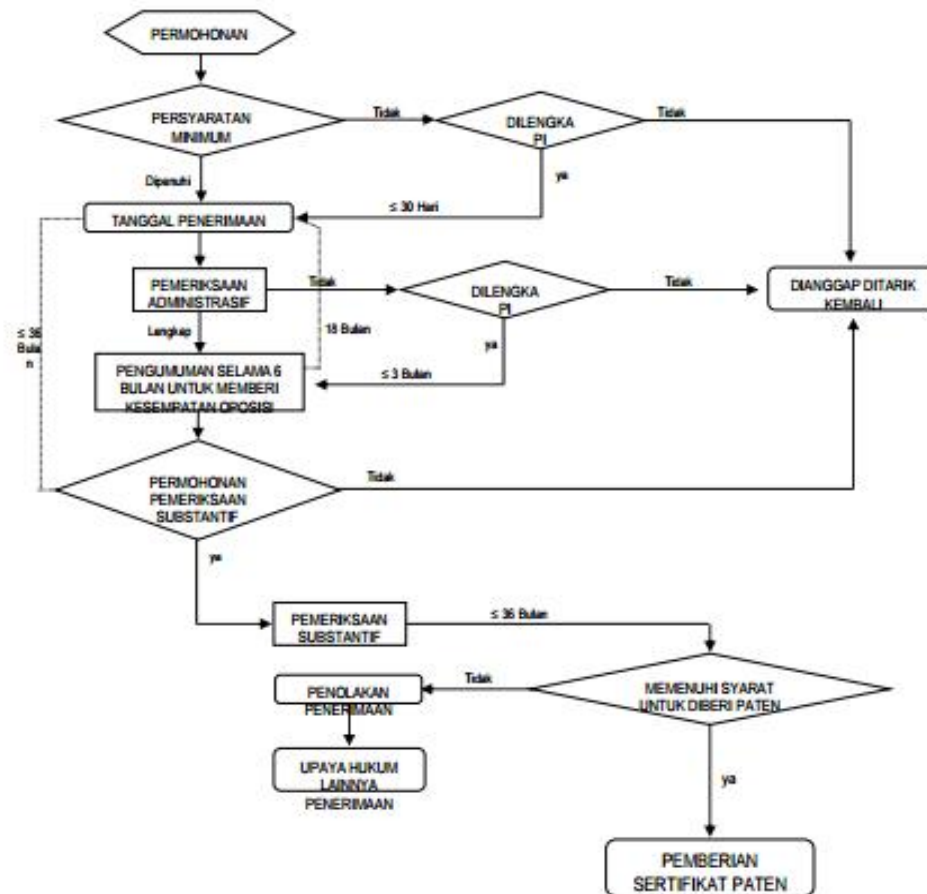 PERMOHONAN
PERSYARATAN
MINIMUM
Tidak
DILENGKA
PI
Tidak
Dipenuhi
ya
≤ 30 Hari
TANGGAL PENERIMAAN
PEMERIKSAAN
ADMINISTRASIF
Tidak
DILENGKA
PI
Tidak
DIANGGAP DITARIK
KEMBALI
≤ 36
Bula
n
Lengkap
18 Bulan
ya
≤ 3 Bulan
PENGUMUMAN SELAMA 6
BULAN UNTUK MEMBERI
KESEMPATAN OPOSISI
PERMOHONAN
PEMERIKSAAN
SUBSTANTIF
Tidak
ya
PEMERIKSAAN
SUBSTANTIF
≤ 36 Bulan
MEMENUHI SYARAT
UNTUK DIBERI PATEN
Tidak
PENOLAKAN
PENERIMAAN
UPAYA HUKUM
LAINNYA
PENERIMAAN
ya
PEMBERIAN
SERTIFIKAT PATEN